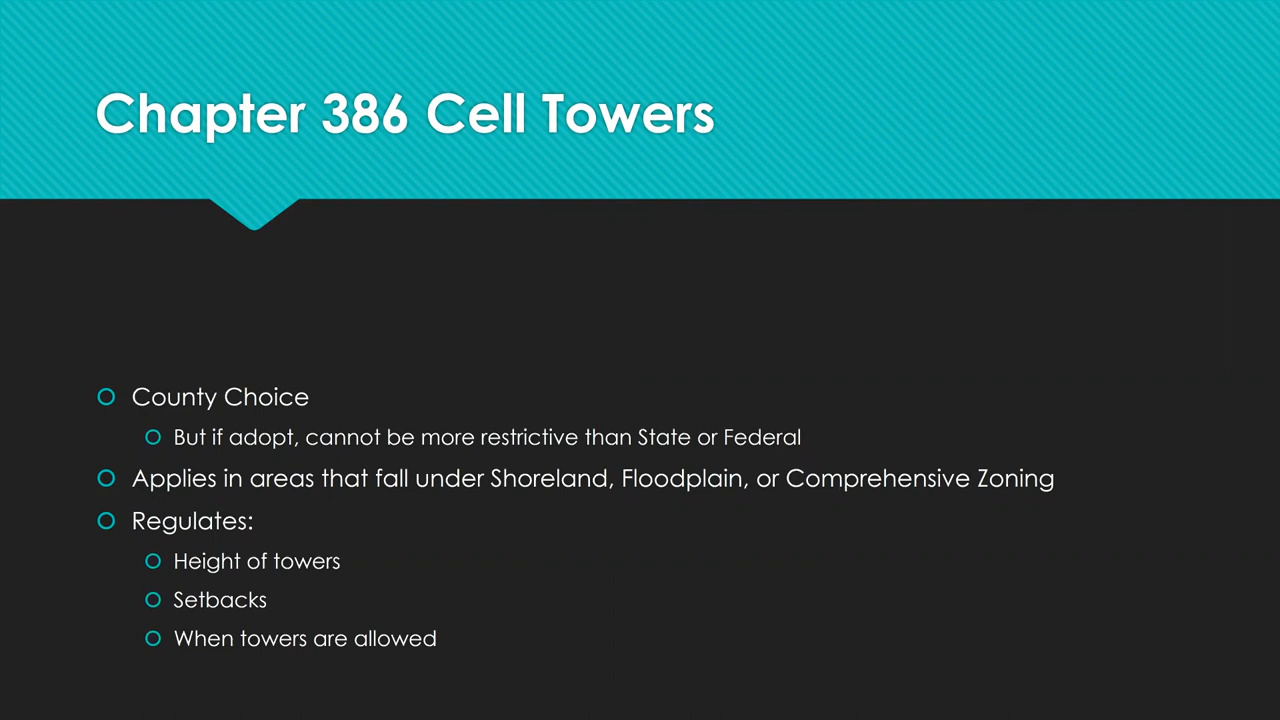 Chapter 386 Cell Towers
County Choice
But if adopt, cannot be more restrictive than State or Federal
Applies in areas that fall under Shoreland, Floodplain, or Comprehensive Zoning
Regulates:
Height of towers
Setbacks
When towers are allowed